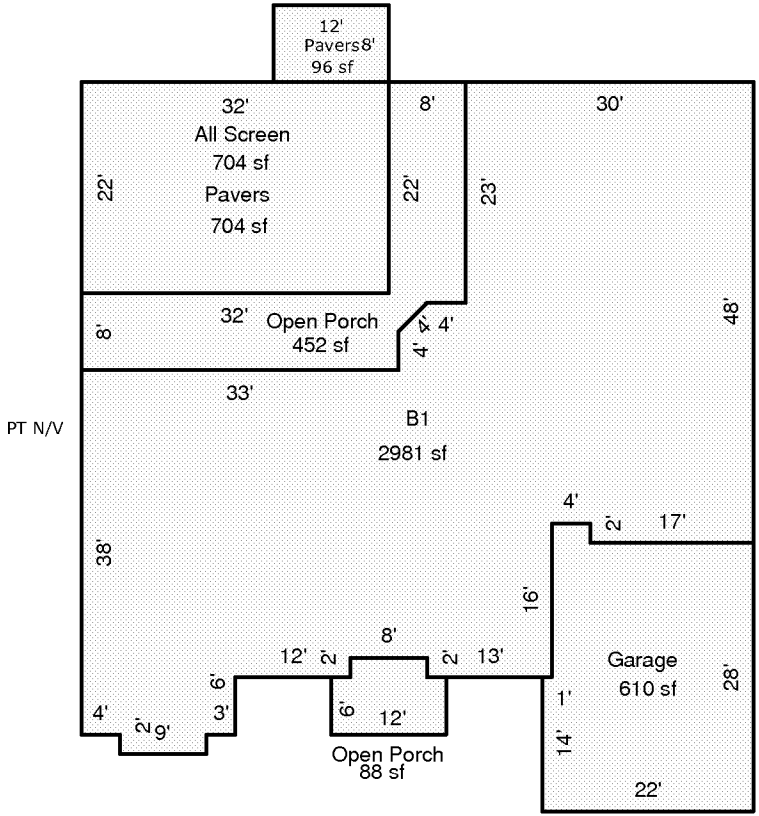 12'
Pavers 8'
96 sf
32'
8'
30'
All Screen
704 sf
22'
Pavers
22'
23'
704 sf
48'
32'
Open Porch
4'
4'
8'
452 sf
4'
33'
B1
PT N/V
2981 sf
4'
2'
17'
38'
16'
8'
12'
2'
2'
13'
Garage
6'
610 sf
28'
1'
4'
2'
9'
3'
6'
12'
14'
Open Porch
88 sf
22'